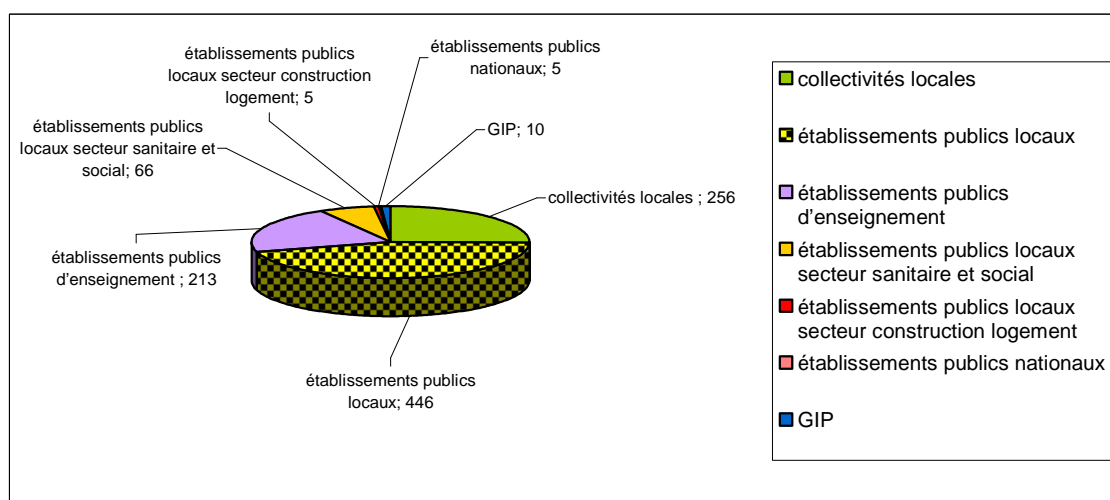 établissements publics
locaux secteur construction
logement; 5
établissements publics
nationaux; 5
établissements publics
locaux secteur sanitaire et
social; 66
GIP; 10
collectivités locales ; 256
établissements publics
d'enseignement ; 213
établissements publics
locaux; 446
collectivités locales
établissements publics locaux
établissements publics
d'enseignement
établissements publics locaux
secteur sanitaire et social
établissements publics locaux
secteur construction logement
établissements publics nationaux
GIP